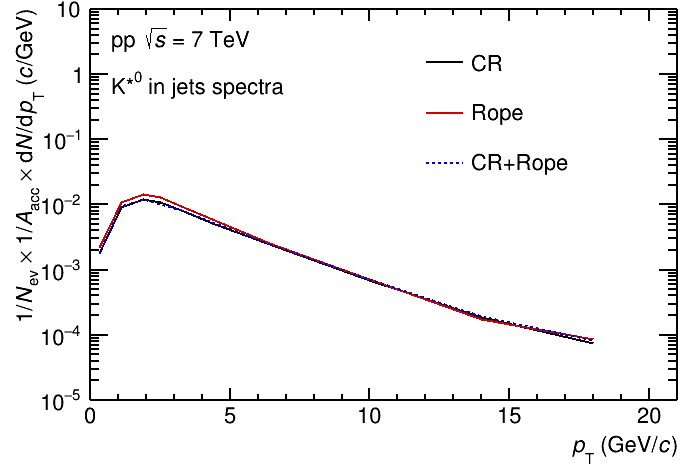 1/N_ev × 1/A_acc × dN/dp_T (c/GeV)
10
1
10⁻¹
10⁻²
10⁻³
10⁻⁴
10⁻⁵
pp √s = 7 TeV
K*⁰ in jets spectra
CR
Rope
CR+Rope
0 5 10 15 20
p_T (GeV/c)